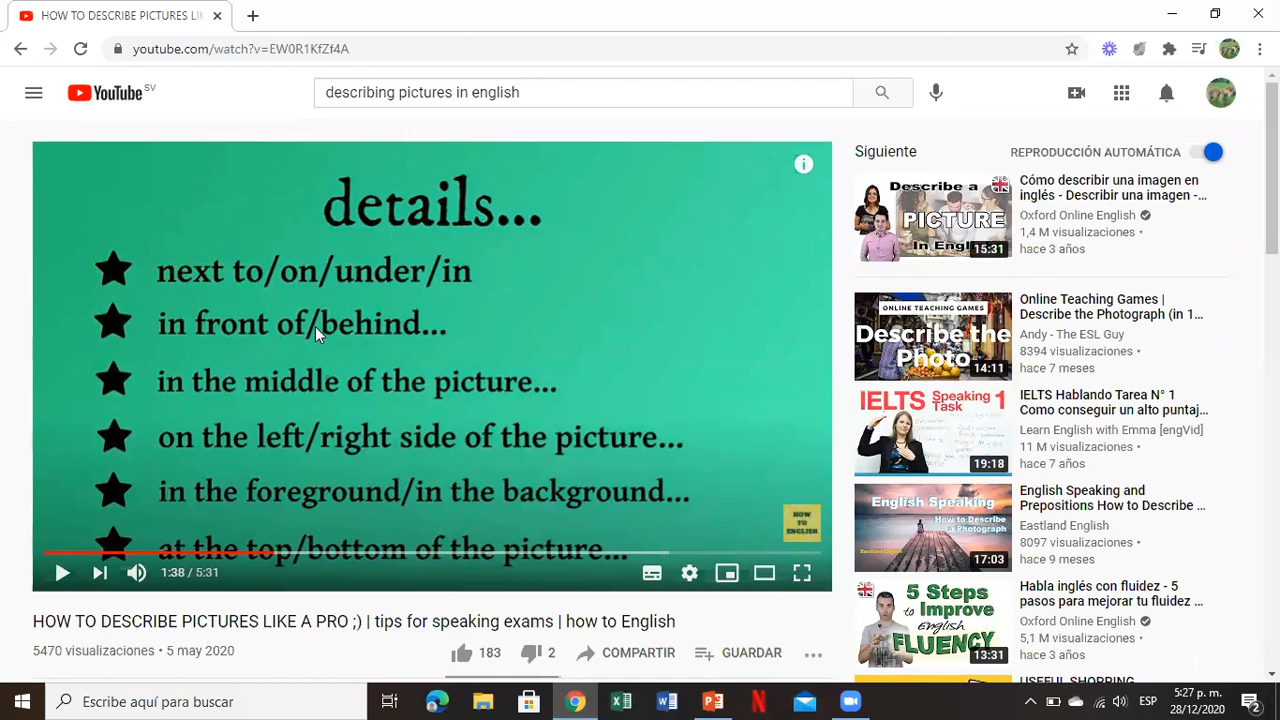 HOW TO DESCRIBE PICTURES LIK
youtube.com/watch?v=EW0R1KfZf4A
YouTube SV
describing pictures in english
details...
next to/on/under/in
in front of/behind...
in the middle of the picture...
on the left/right side of the picture...
in the foreground/in the background...
at the top/bottom of the picture...
HOW
TO
ENGLISH
1:38 / 5:31
HOW TO DESCRIBE PICTURES LIKE A PRO ;) | tips for speaking exams | how to English
5470 visualizaciones • 5 may 2020
183
2
COMPARTIR
GUARDAR
Siguiente
REPRODUCCIÓN AUTOMÁTICA
Describe a
PICTURE
In Engl
15:31
Cómo describir una imagen en
inglés - Describir una imagen -...
Oxford Online English
1,4 M visualizaciones •
hace 3 años
ONLINE TEACHING GAMES
Describe the
Photo
14:11
Online Teaching Games |
Describe the Photograph (in 1...
Andy - The ESL Guy
8394 visualizaciones •
hace 7 meses
IELTS Speaking 1
Task
19:18
IELTS Hablando Tarea N° 1
Como conseguir un alto puntaj...
Learn English with Emma [engVid]
11 M visualizaciones •
hace 7 años
English Speaking
How to Describe
a Photograph
17:03
English Speaking and
Prepositions How to Describe ...
Eastland English
8097 visualizaciones •
hace 9 meses
5 Steps
to Improve
English
FLUENCY
13:31
Habla inglés con fluidez - 5
pasos para mejorar tu fluidez ...
Oxford Online English
5,1 M visualizaciones •
hace 3 años
USEFUL SHOPPING
Escribe aquí para buscar
ESP
5:27 p. m.
28/12/2020
2